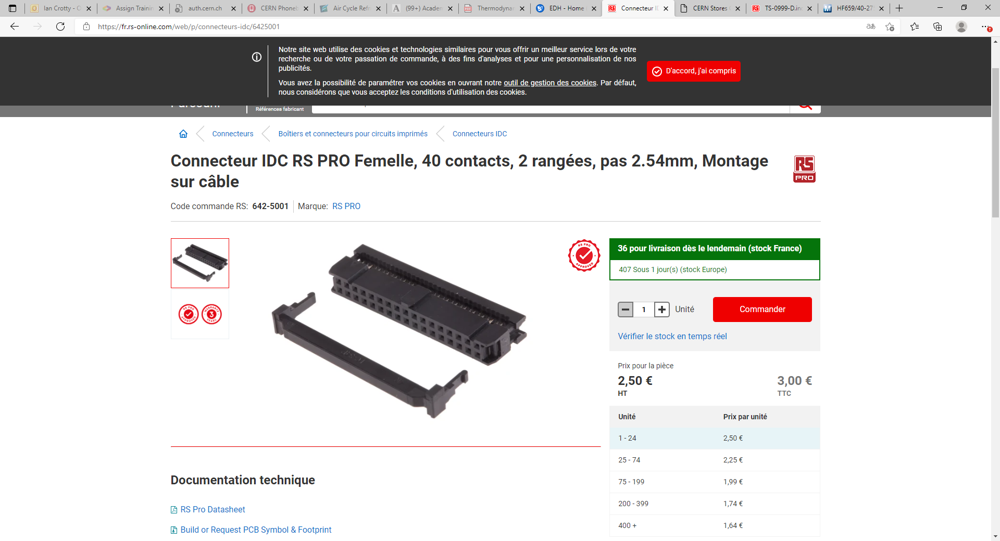 Ian Crotty - O
Assign Trainin
auth.cern.ch
CERN Phoneb
Air Cycle Refr
(99+) Academ
Thermodynar
EDH - Home
Connecteur I
CERN Stores
TS-0999-D.in
HF659/40-27
https://fr.rs-online.com/web/p/connecteurs-idc/6425001
Notre site web utilise des cookies et technologies similaires pour vous offrir un meilleur service lors de votre
recherche ou de votre passation de commande, à des fins d'analyses et pour une personnalisation de nos
publicités.
Vous avez la possibilité de paramétrer vos cookies en ouvrant notre outil de gestion des cookies. Par défaut,
nous considérons que vous acceptez les conditions d'utilisation des cookies.
D'accord, j'ai compris
Références fabricant
Connecteurs
Boîtiers et connecteurs pour circuits imprimés
Connecteurs IDC
Connecteur IDC RS PRO Femelle, 40 contacts, 2 rangées, pas 2.54mm, Montage
sur câble
RS
PRO
Code commande RS: 642-5001
Marque: RS PRO
RS PRO
APPROVED
RS PRO
APPROVED
WARRANTY
3
YEARS
36 pour livraison dès le lendemain (stock France)
407 Sous 1 jour(s) (stock Europe)
1
Unité
Commander
Vérifier le stock en temps réel
Prix pour la pièce
2,50 €
3,00 €
HT
TTC
Unité
Prix par unité
1 - 24
2,50 €
25 - 74
2,25 €
75 - 199
1,99 €
200 - 399
1,74 €
400 +
1,64 €
Documentation technique
RS Pro Datasheet
Build or Request PCB Symbol & Footprint